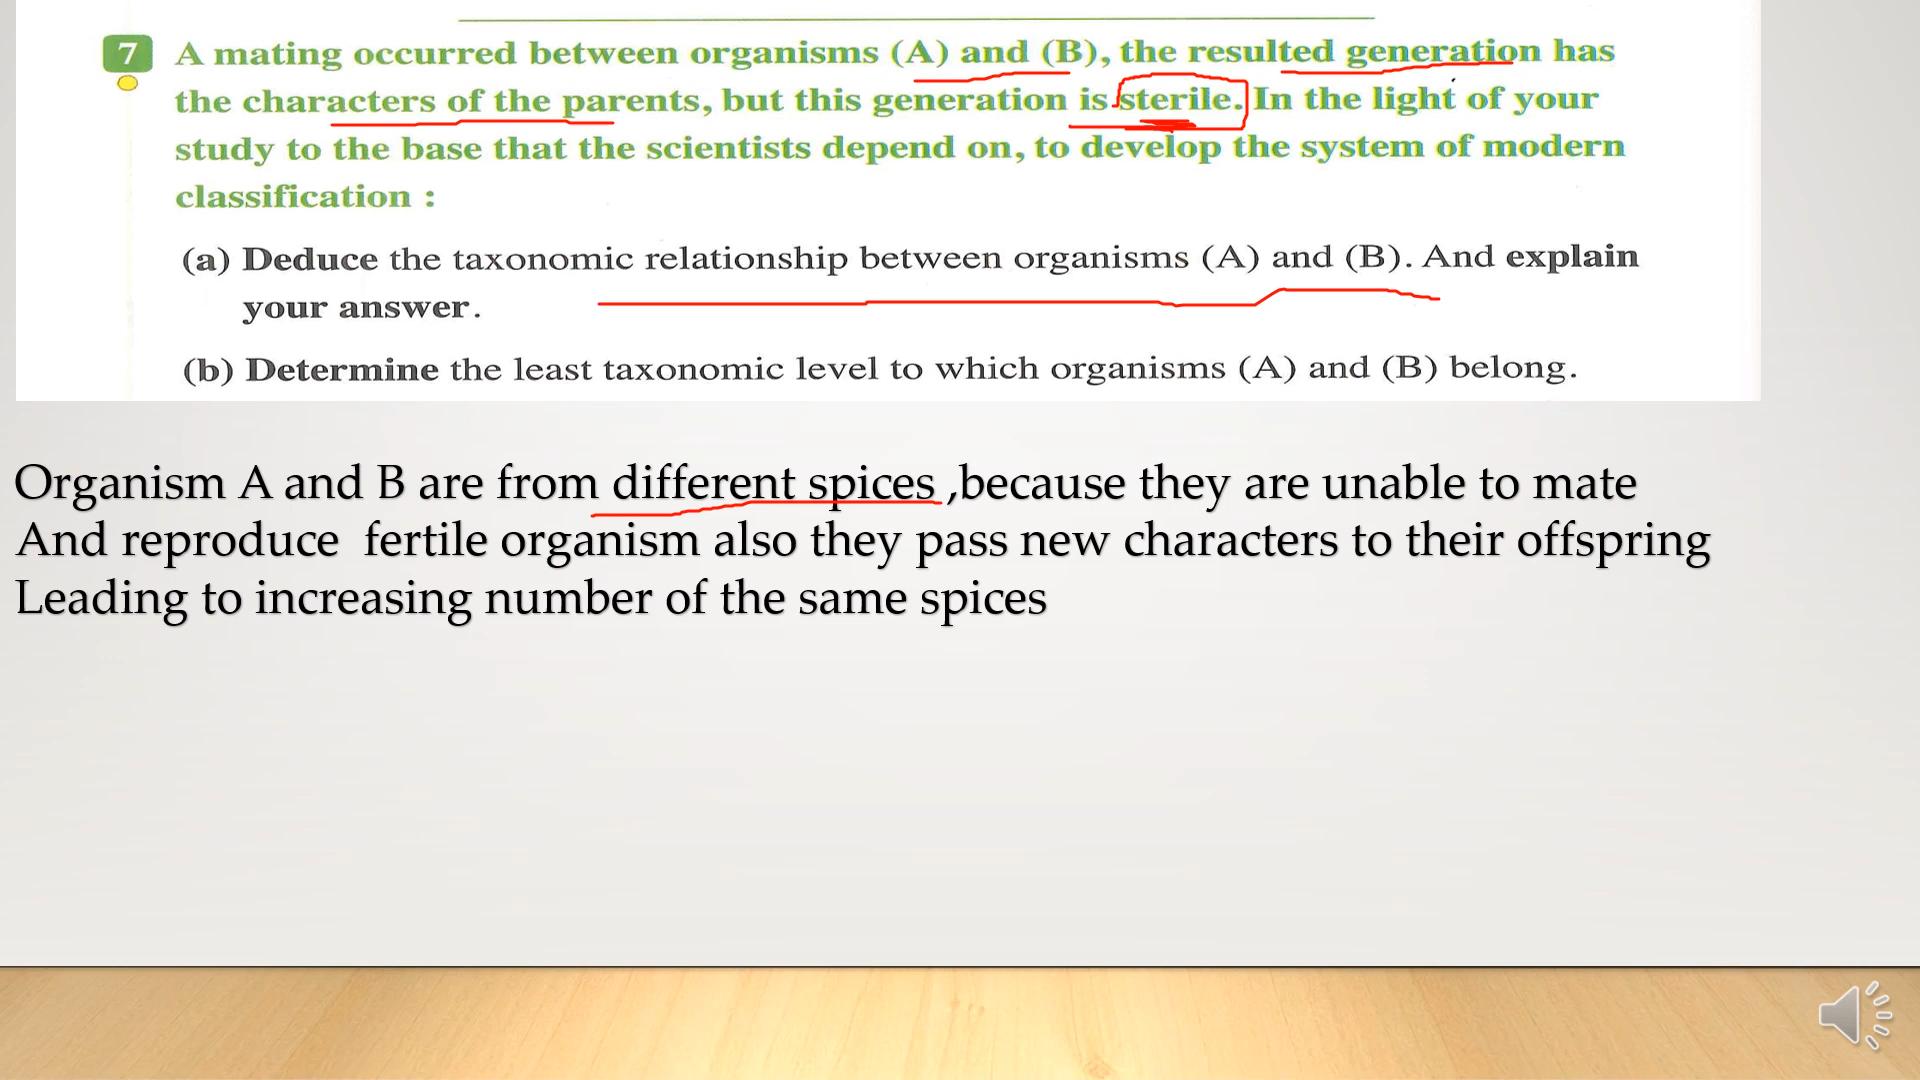 7 A mating occurred between organisms (A) and (B), the resulted generation has
the characters of the parents, but this generation is sterile. In the light of your
study to the base that the scientists depend on, to develop the system of modern
classification :
(a) Deduce the taxonomic relationship between organisms (A) and (B). And explain
your answer.
(b) Determine the least taxonomic level to which organisms (A) and (B) belong.
Organism A and B are from different spices ,because they are unable to mate
And reproduce fertile organism also they pass new characters to their offspring
Leading to increasing number of the same spices